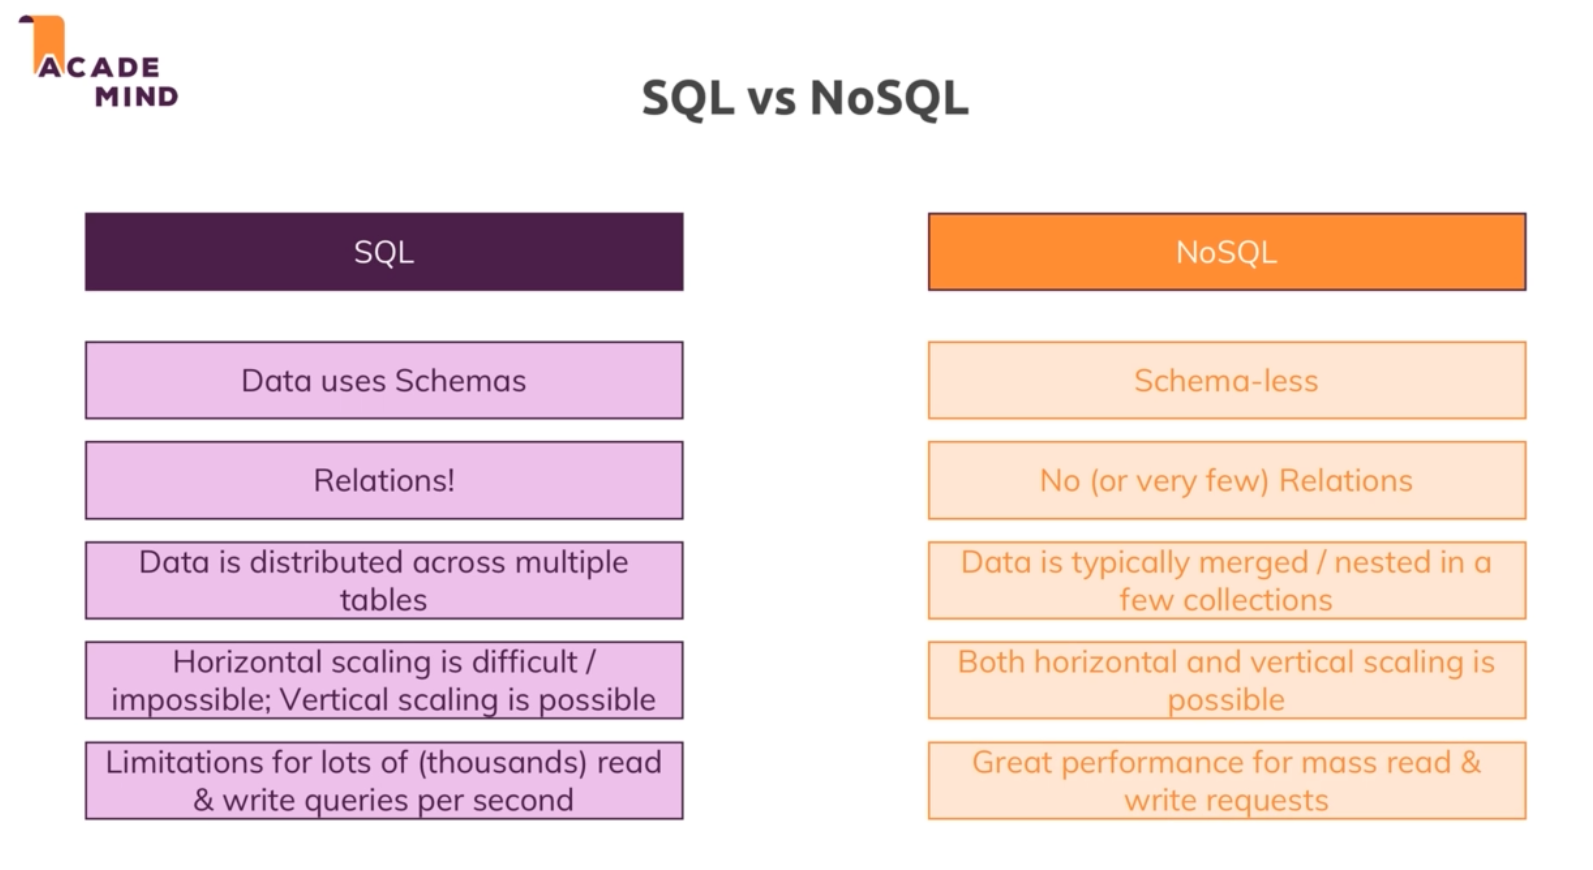 ACADE
MIND
SQL vs NoSQL
SQL
Data uses Schemas
Relations!
Data is distributed across multiple
tables
Horizontal scaling is difficult /
impossible; Vertical scaling is possible
Limitations for lots of (thousands) read
& write queries per second
NoSQL
Schema-less
No (or very few) Relations
Data is typically merged / nested in a
few collections
Both horizontal and vertical scaling is
possible
Great performance for mass read &
write requests